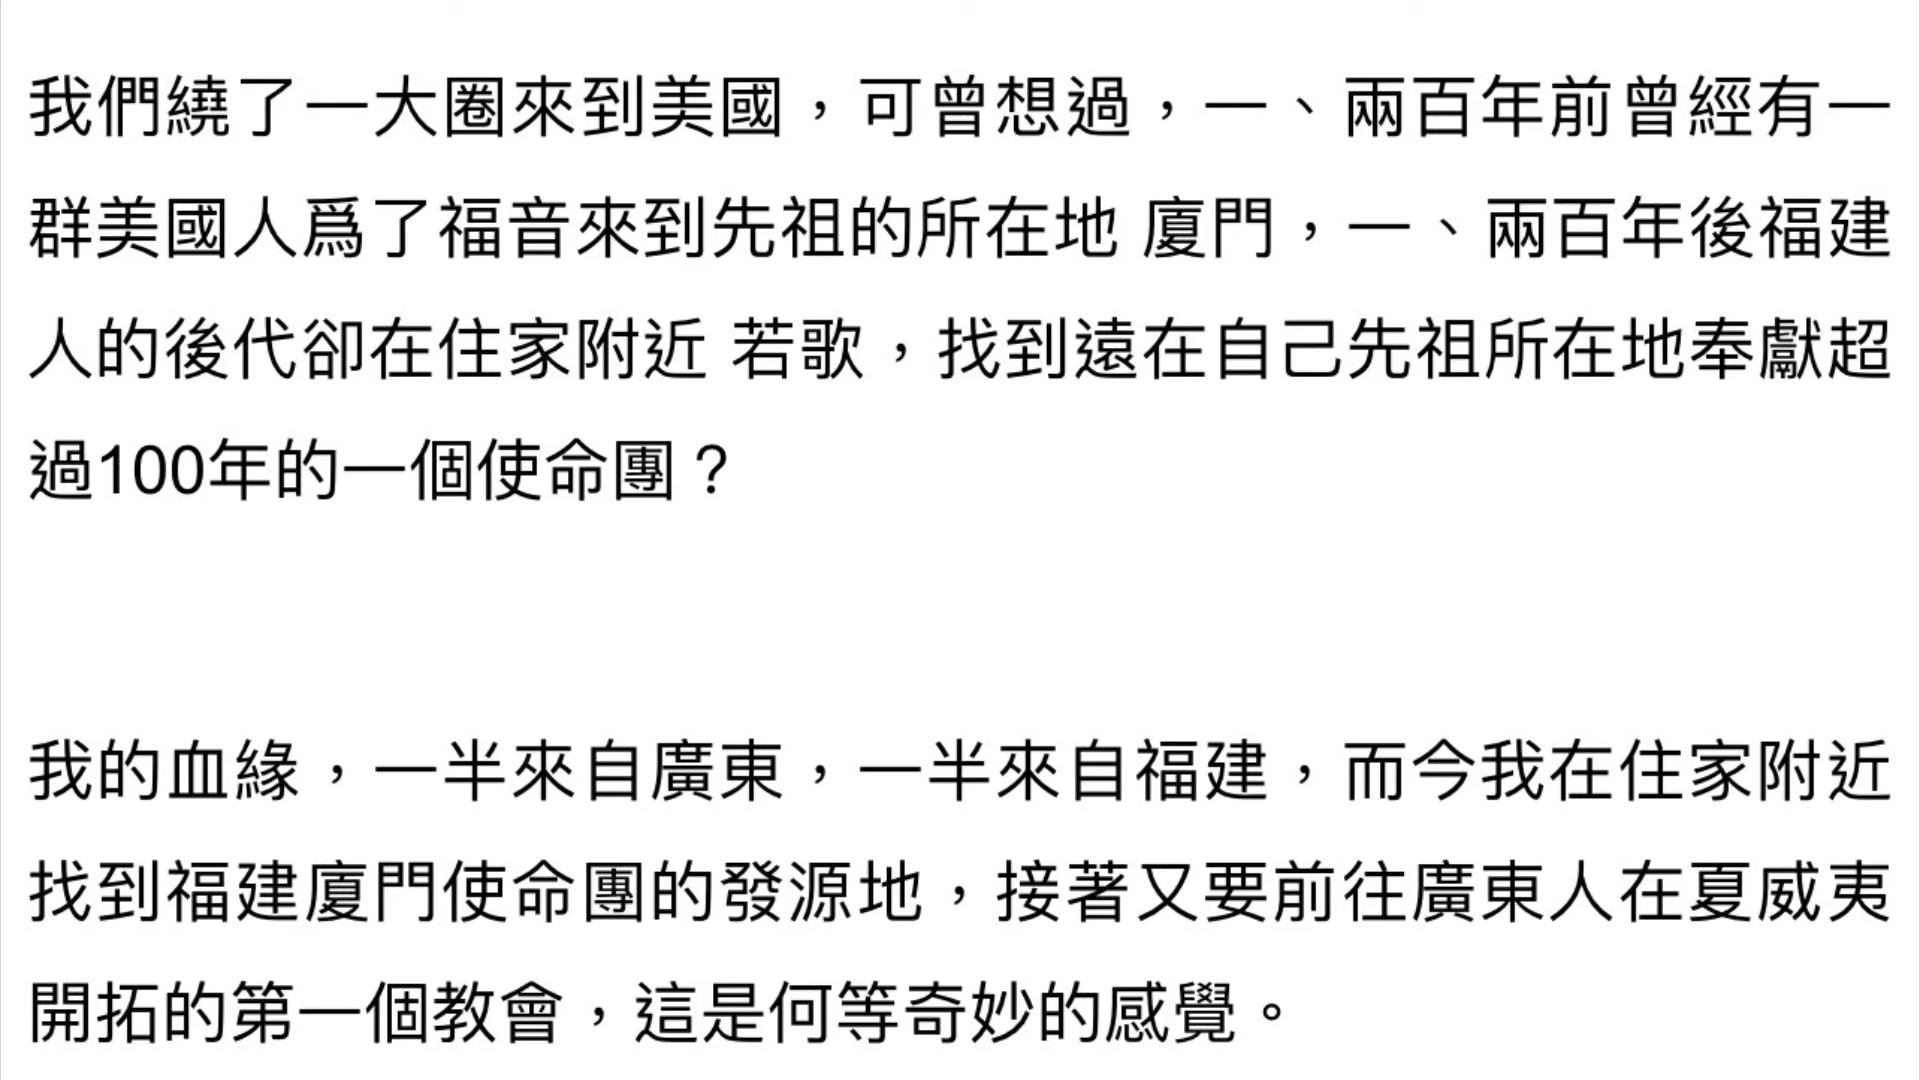 我們繞了一大圈來到美國，可曾想過，一、兩百年前曾經有一
群美國人爲了福音來到先祖的所在地 廈門，一、兩百年後福建
人的後代卻在住家附近 若歌，找到遠在自己先祖所在地奉獻超
過100年的一個使命團？
我的血緣，一半來自廣東，一半來自福建，而今我在住家附近
找到福建廈門使命團的發源地，接著又要前往廣東人在夏威夷
開拓的第一個教會，這是何等奇妙的感覺。